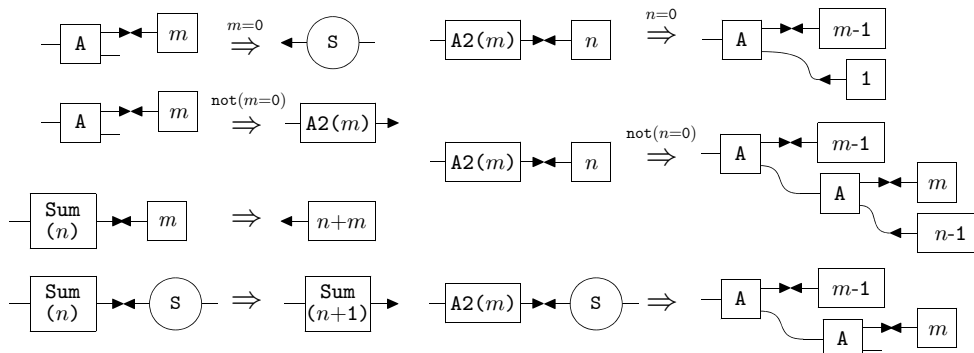 A m m=0 ⇒ S
A2(m) n n=0 ⇒ A m-1 1
A m not(m=0) ⇒ A2(m)
A2(m) n not(n=0) ⇒ A m-1 A m n-1
Sum (n) m ⇒ n+m
Sum (n) S ⇒ Sum (n+1)
A2(m) S ⇒ A m-1 A m